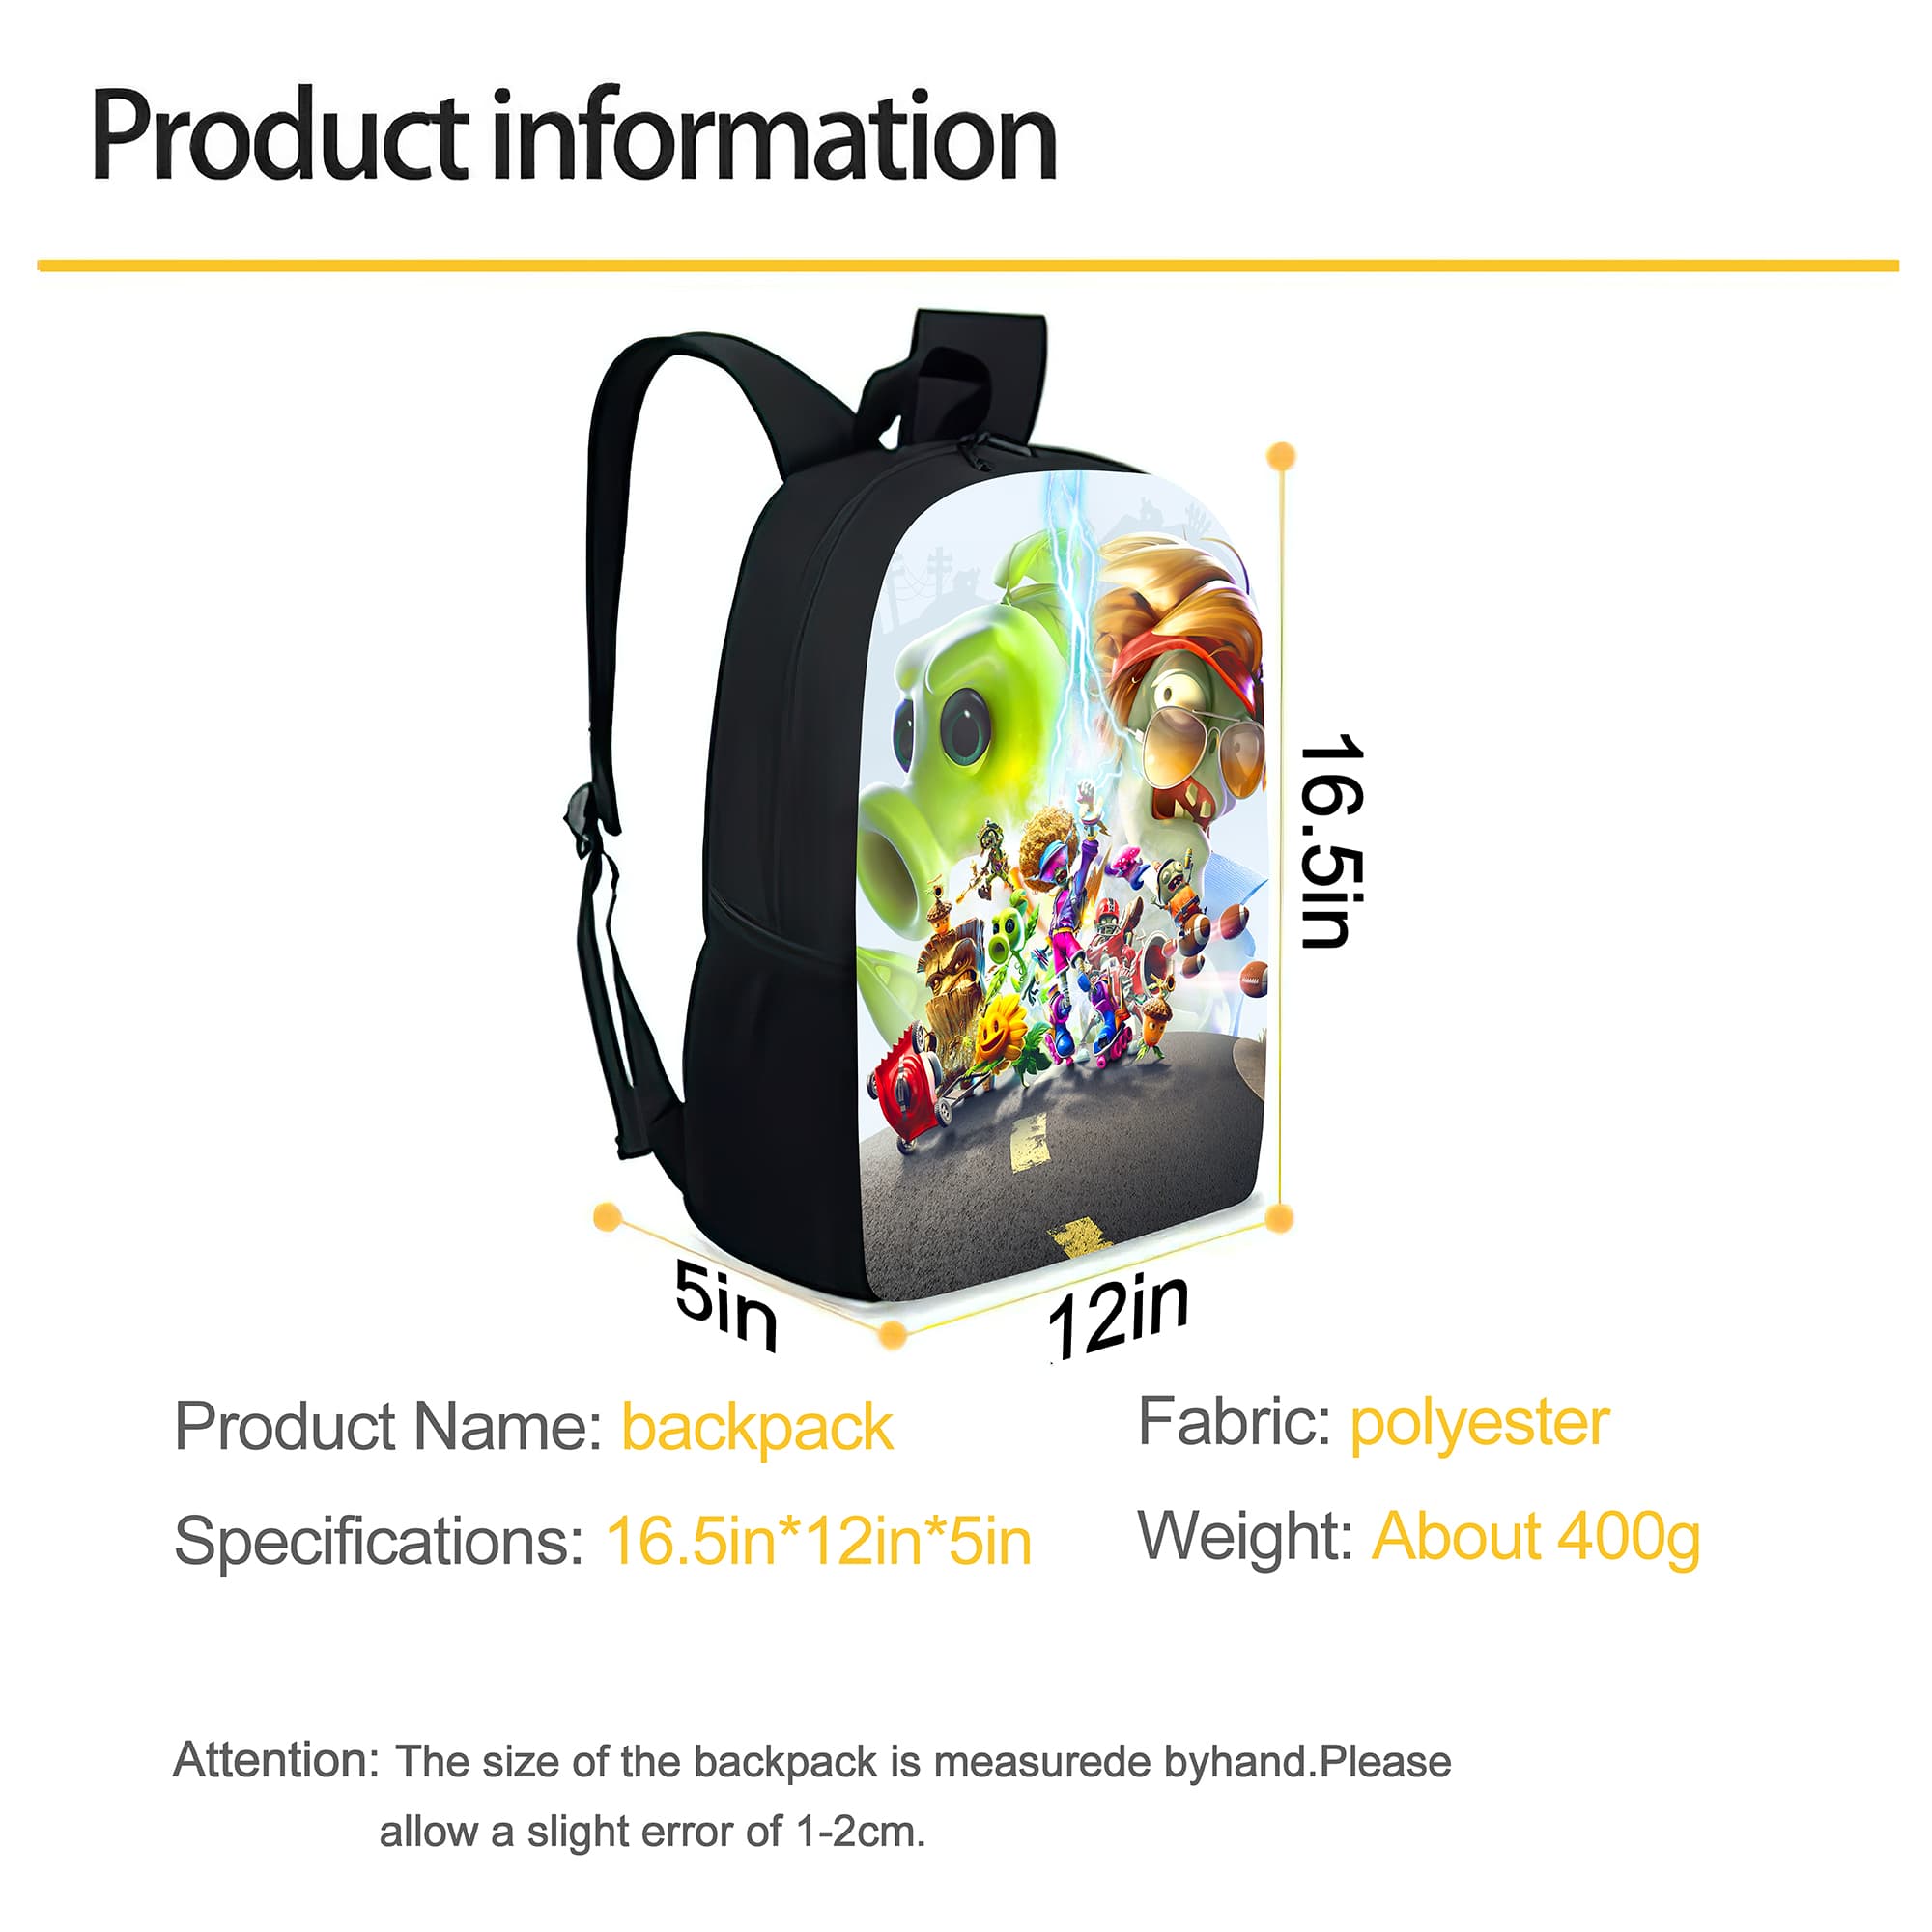 Product information
16.5in
5in
12in
Product Name: backpack
Fabric: polyester
Specifications: 16.5in*12in*5in
Weight: About 400g
Attention: The size of the backpack is measurede byhand.Please
allow a slight error of 1-2cm.